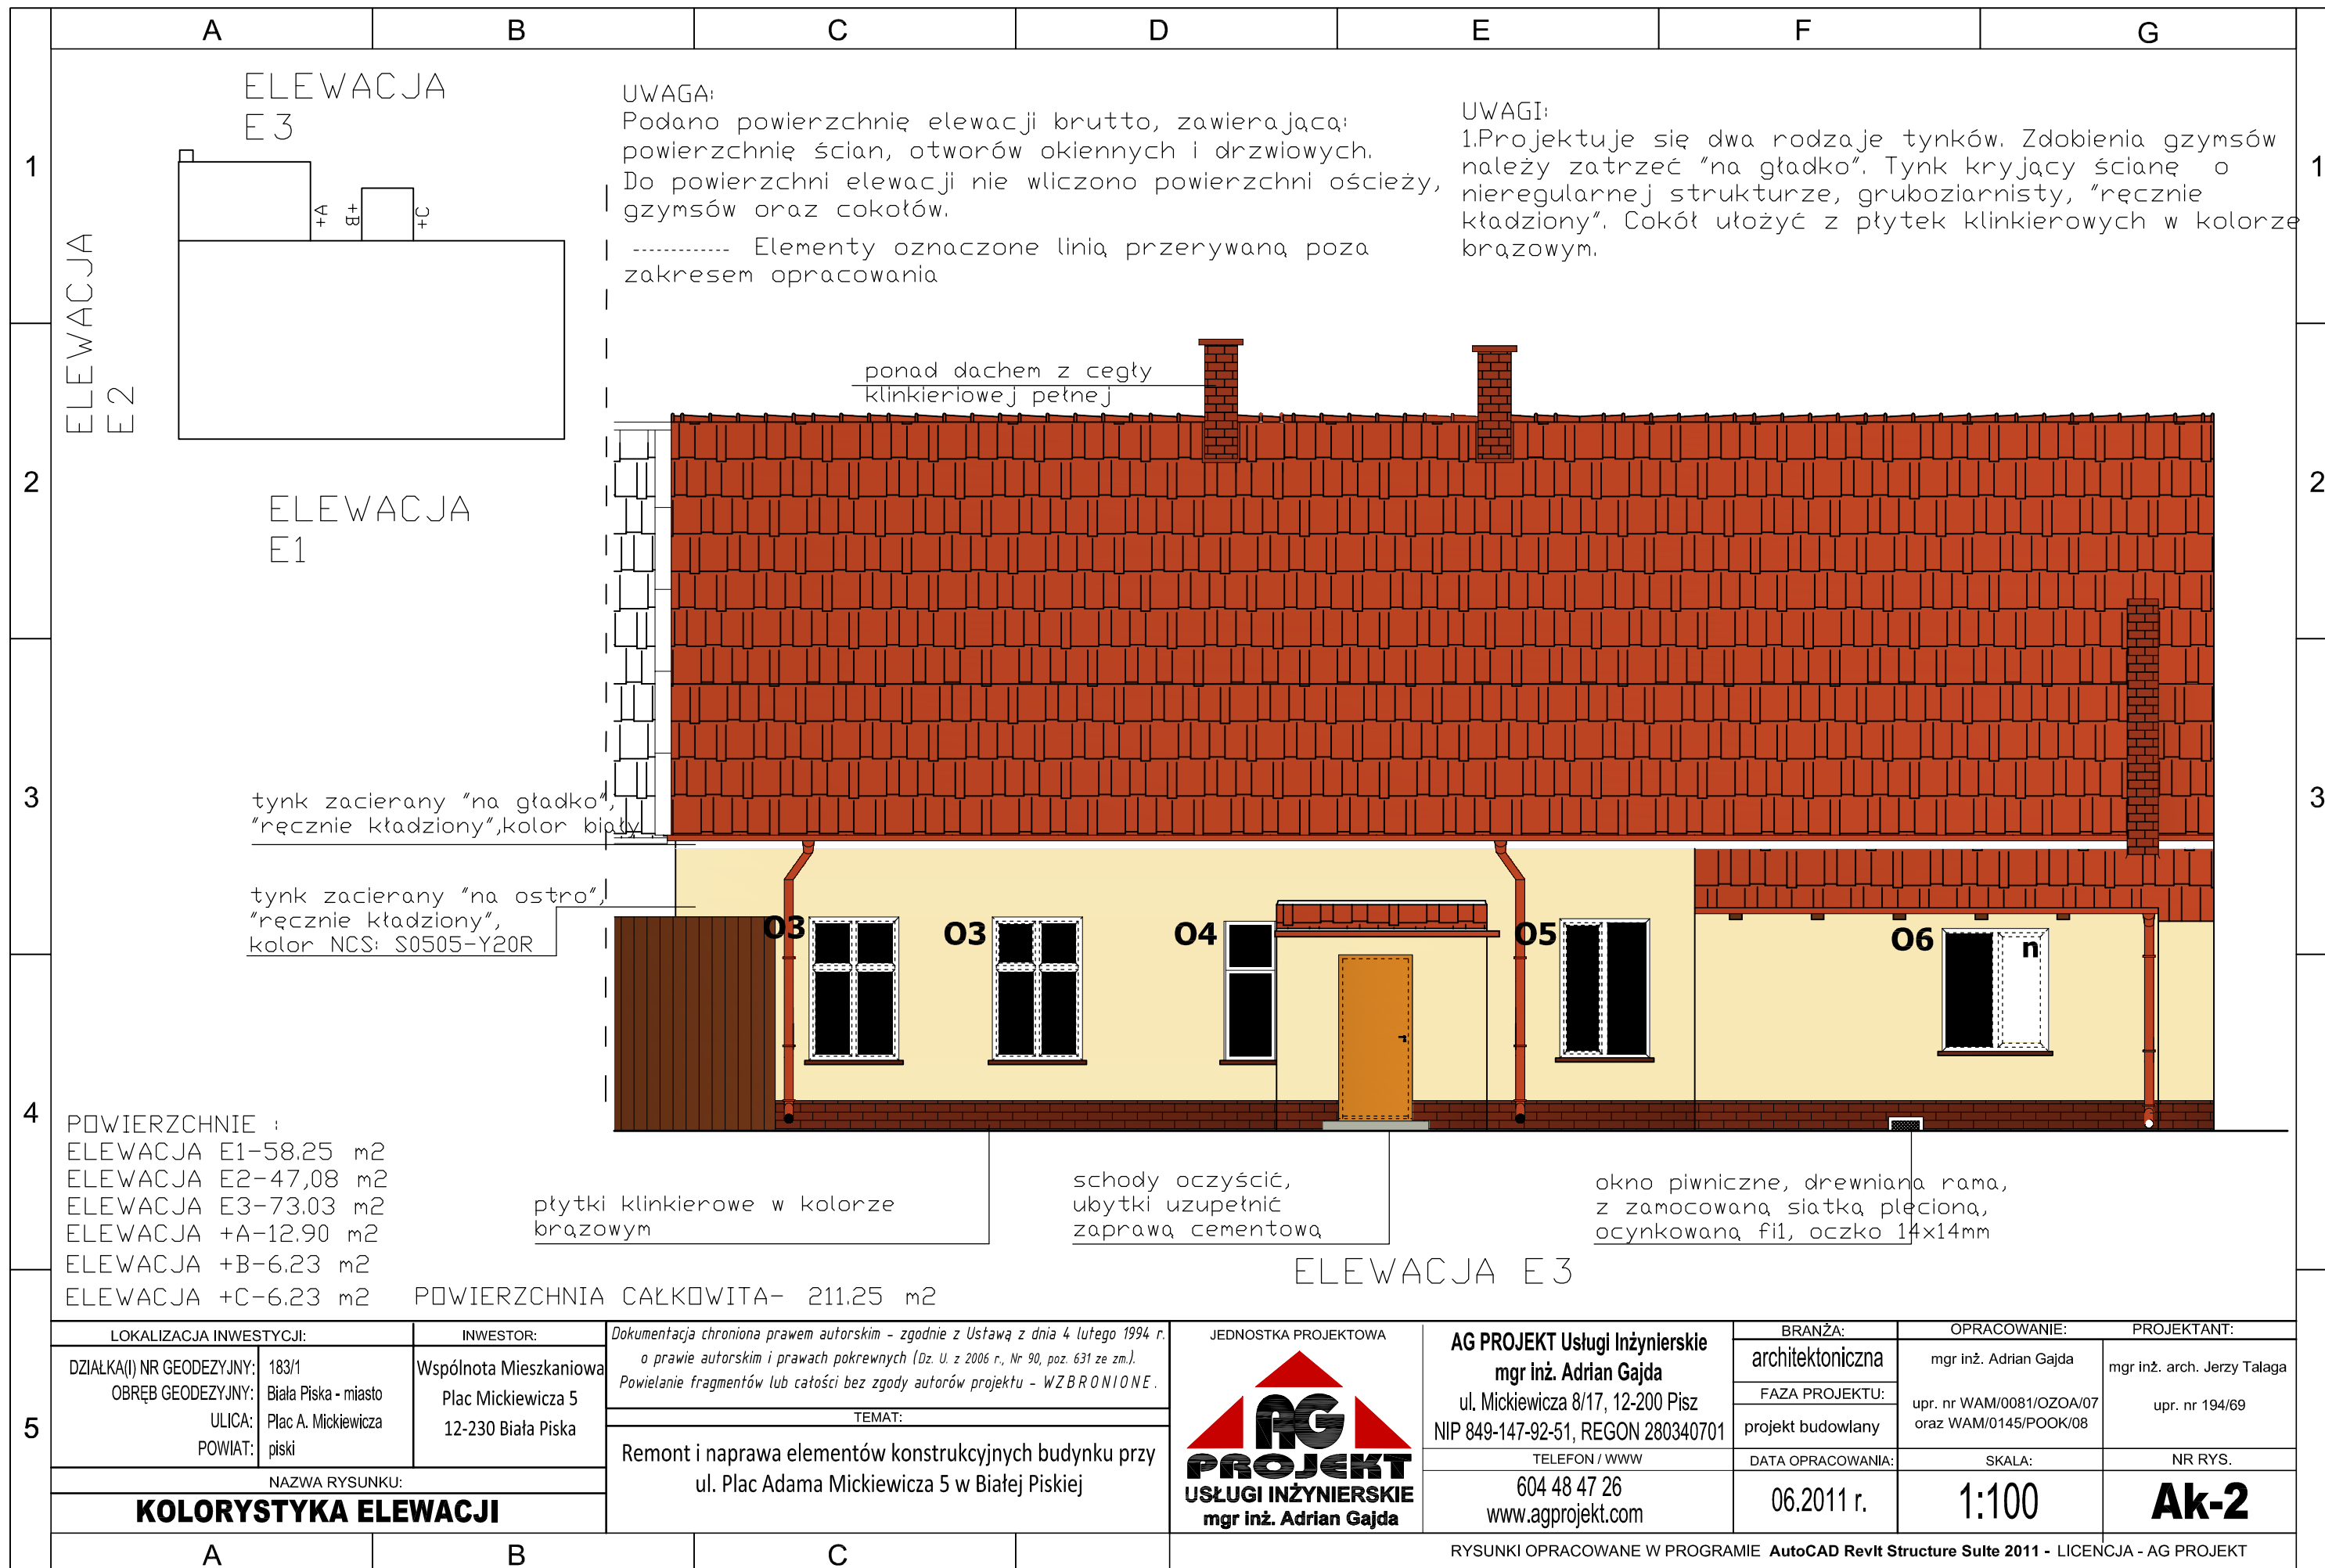 A B C D E F G
ELEWACJA
E3
1
+A
+B
+C
ELEWACJA
E2
ELEWACJA
E1
UWAGA:
Podano powierzchnię elewacji brutto, zawierającą:
powierzchnię ścian, otworów okiennych i drzwiowych.
Do powierzchni elewacji nie wliczono powierzchni ościeży,
gzymsów oraz cokołów.
----------- Elementy oznaczone linią przerywaną poza
zakresem opracowania
UWAGI:
1.Projektuje się dwa rodzaje tynków. Zdobienia gzymsów
należy zatrzeć "na gładko". Tynk kryjący ścianę o
nieregularnej strukturze, gruboziarnisty, "ręcznie
kładziony". Cokół ułożyć z płytek klinkierowych w kolorze
brązowym.
1
2
2
ponad dachem z cegły
klinkieriowej pełnej
3
3
tynk zacierany "na gładko",
"ręcznie kładziony",kolor biały
tynk zacierany "na ostro",
"ręcznie kładziony",
kolor NCS: S0505-Y20R
O3
O3
O4
O5
O6
n
4
4
POWIERZCHNIE :
ELEWACJA E1-58.25 m2
ELEWACJA E2-47,08 m2
ELEWACJA E3-73.03 m2
ELEWACJA +A-12.90 m2
ELEWACJA +B-6.23 m2
ELEWACJA +C-6.23 m2
POWIERZCHNIA CAŁKOWITA- 211.25 m2
płytki klinkierowe w kolorze
brązowym
schody oczyścić,
ubytki uzupełnić
zaprawą cementową
okno piwniczne, drewniana rama,
z zamocowaną siatką plecioną,
ocynkowaną fi1, oczko 14x14mm
ELEWACJA E3
5
LOKALIZACJA INWESTYCJI:
DZIAŁKA(I) NR GEODEZYJNY: 183/1
OBRĘB GEODEZYJNY: Biała Piska - miasto
ULICA: Plac A. Mickiewicza
POWIAT: piski
INWESTOR:
Wspólnota Mieszkaniowa
Plac Mickiewicza 5
12-230 Biała Piska
NAZWA RYSUNKU:
KOLORYSTYKA ELEWACJI
Dokumentacja chroniona prawem autorskim - zgodnie z Ustawą z dnia 4 lutego 1994 r.
o prawie autorskim i prawach pokrewnych (Dz. U. z 2006 r., Nr 90, poz. 631 ze zm.).
Powielanie fragmentów lub całości bez zgody autorów projektu - WZBRONIONE.
TEMAT:
Remont i naprawa elementów konstrukcyjnych budynku przy
ul. Plac Adama Mickiewicza 5 w Białej Piskiej
JEDNOSTKA PROJEKTOWA
AG
PROJEKT
USŁUGI INŻYNIERSKIE
mgr inż. Adrian Gajda
AG PROJEKT Usługi Inżynierskie
mgr inż. Adrian Gajda
ul. Mickiewicza 8/17, 12-200 Pisz
NIP 849-147-92-51, REGON 280340701
TELEFON / WWW
604 48 47 26
www.agprojekt.com
BRANŻA:
architektoniczna
FAZA PROJEKTU:
projekt budowlany
DATA OPRACOWANIA:
06.2011 r.
OPRACOWANIE:
mgr inż. Adrian Gajda
upr. nr WAM/0081/OZOA/07
oraz WAM/0145/POOK/08
SKALA:
1:100
PROJEKTANT:
mgr inż. arch. Jerzy Talaga
upr. nr 194/69
NR RYS.
Ak-2
A B C
RYSUNKI OPRACOWANE W PROGRAMIE AutoCAD Revit Structure Suite 2011 - LICENCJA - AG PROJEKT